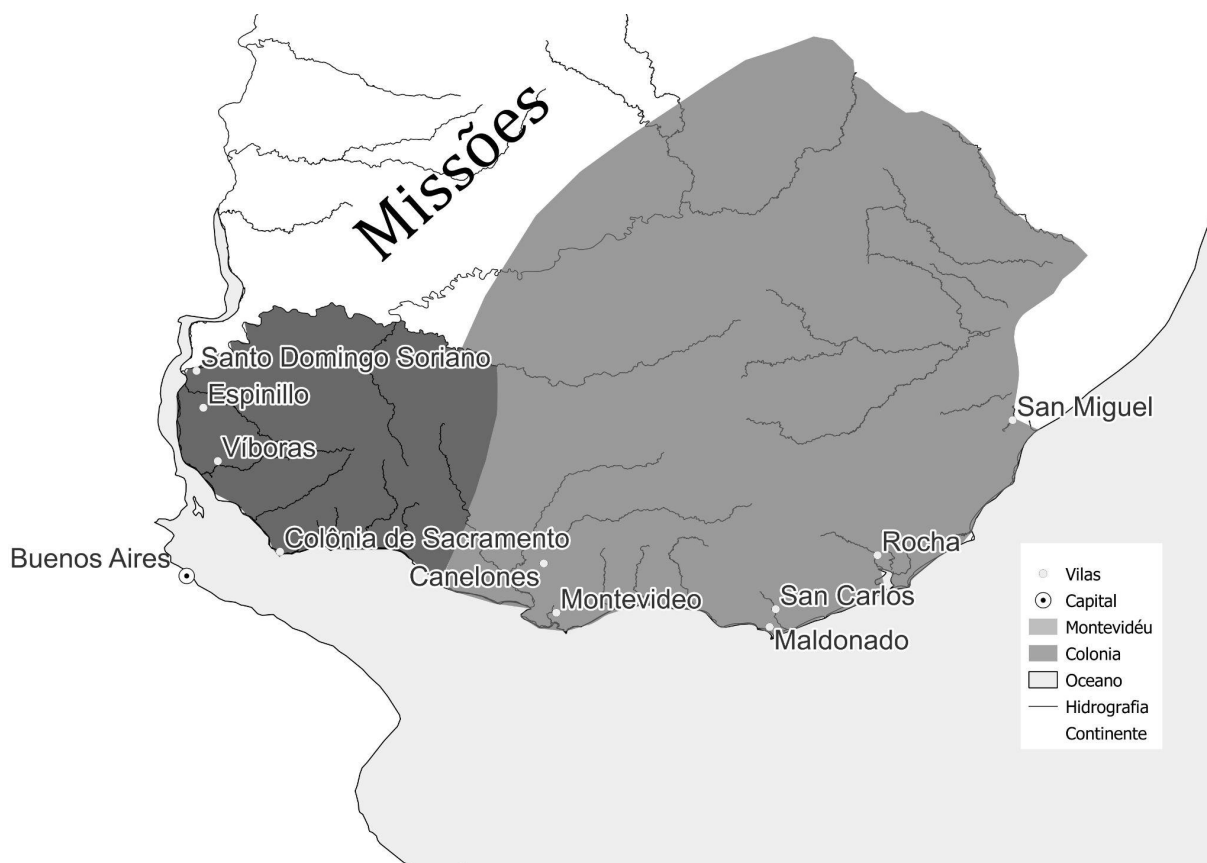 Missões
Santo Domingo Soriano
Espinillo
San Miguel
Víboras
Colônia de Sacramento
Rocha
Buenos Aires
Canelones
Montevideo
San Carlos
Maldonado
Vilas
Capital
Montevidéu
Colonia
Oceano
Hidrografia
Continente